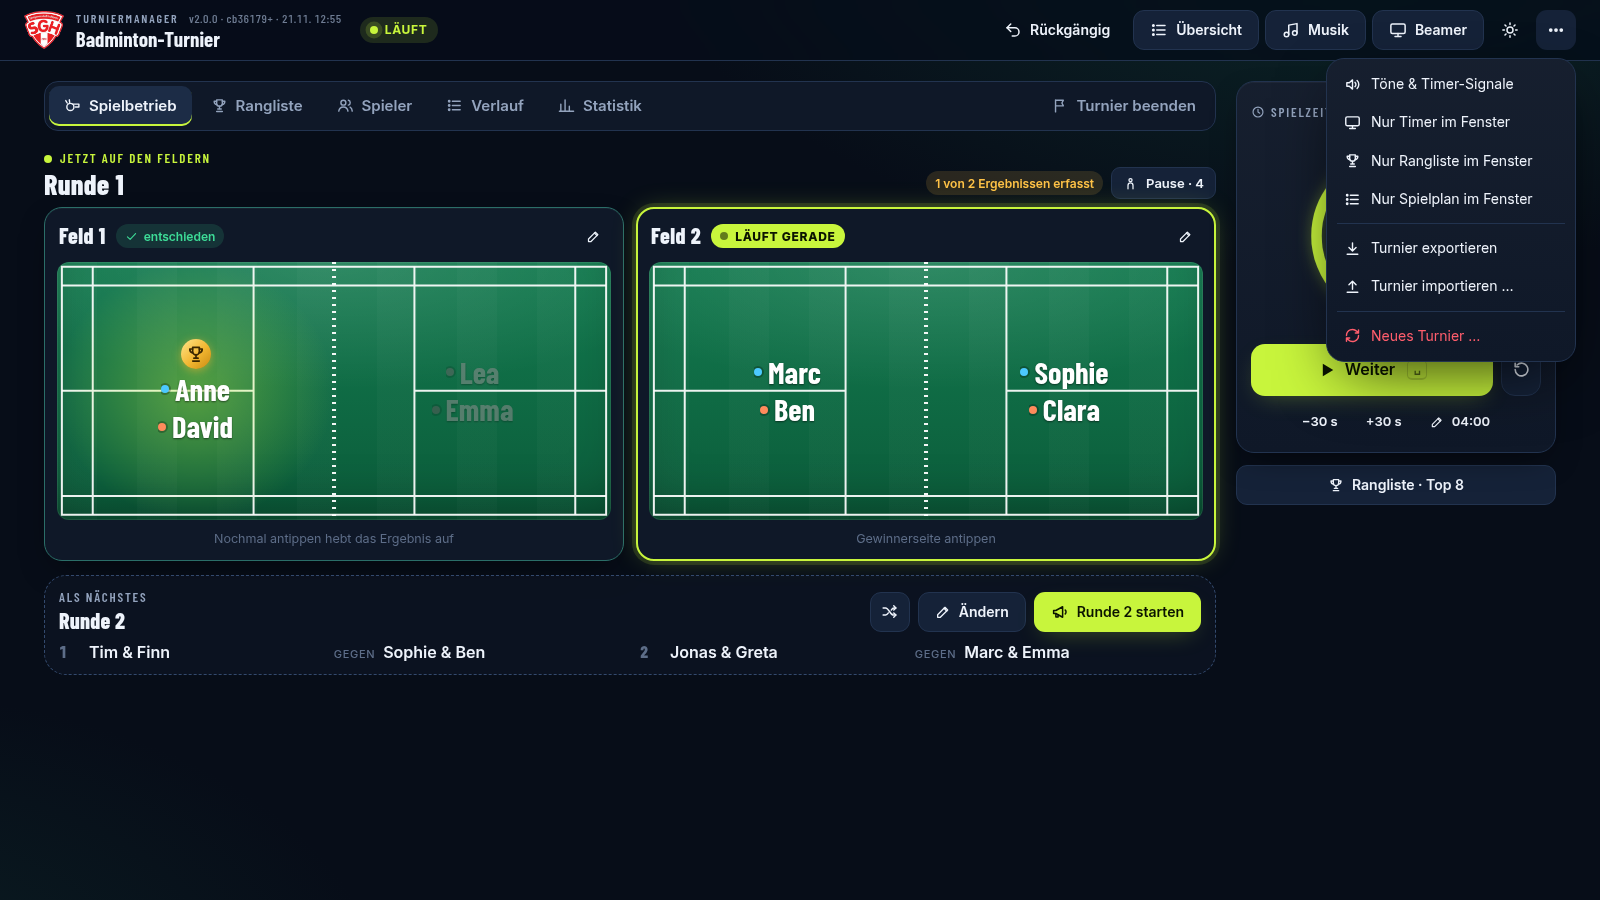 SGH
TURNIERMANAGER v2.0.0 · cb36179+ · 21.11. 12:55
Badminton-Turnier
LÄUFT
Rückgängig
Übersicht
Musik
Beamer
Spielbetrieb
Rangliste
Spieler
Verlauf
Statistik
Turnier beenden
Töne & Timer-Signale
Nur Timer im Fenster
Nur Rangliste im Fenster
Nur Spielplan im Fenster
Turnier exportieren
Turnier importieren ...
Neues Turnier ...
JETZT AUF DEN FELDERN
Runde 1
1 von 2 Ergebnissen erfasst
Pause · 4
Feld 1
entschieden
Anne
David
Lea
Emma
Nochmal antippen hebt das Ergebnis auf
Feld 2
LÄUFT GERADE
Marc
Ben
Sophie
Clara
Gewinnerseite antippen
Weiter
−30 s
+30 s
04:00
Rangliste · Top 8
ALS NÄCHSTES
Runde 2
Ändern
Runde 2 starten
1 Tim & Finn GEGEN Sophie & Ben
2 Jonas & Greta GEGEN Marc & Emma